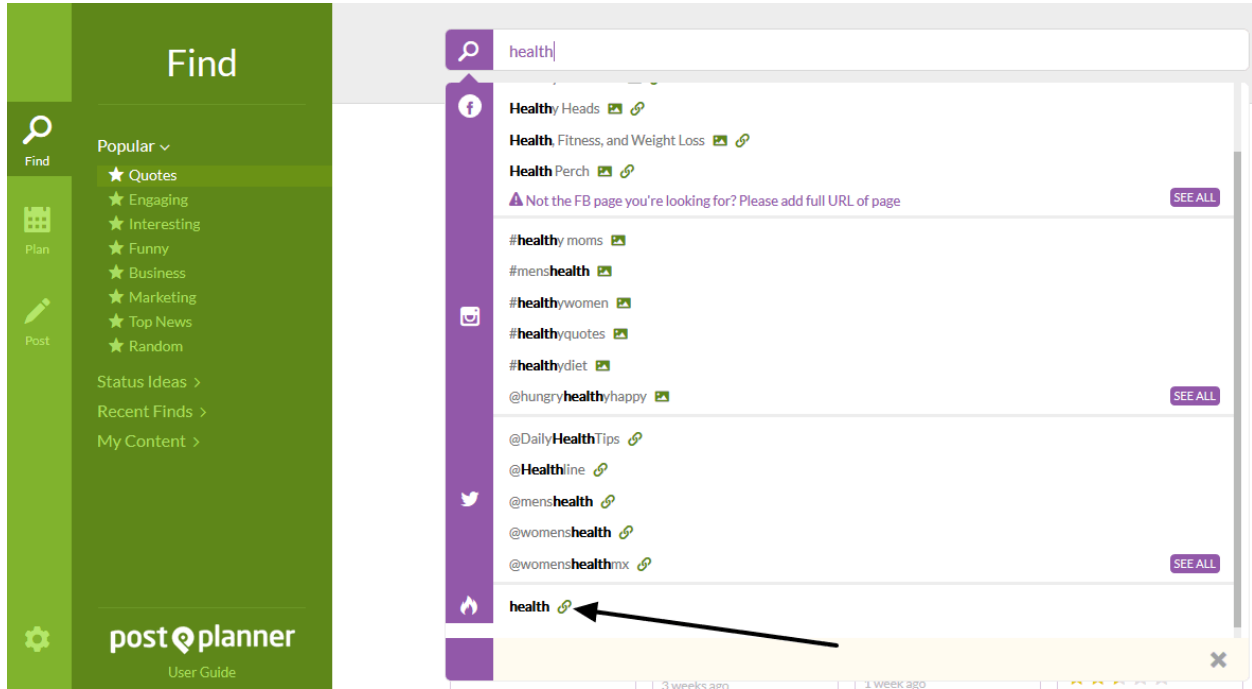 Find
health
Find
Plan
Post
Popular
Quotes
Engaging
Interesting
Funny
Business
Marketing
Top News
Random
Status Ideas >
Recent Finds >
My Content >
post planner
User Guide
Healthy Heads
Health, Fitness, and Weight Loss
Health Perch
Not the FB page you're looking for? Please add full URL of page SEE ALL
#healthy moms
#menshealth
#healthywomen
#healthyquotes
#healthydiet
@hungryhealthyhappy SEE ALL
@DailyHealthTips
@Healthline
@menshealth
@womenshealth
@womenshealthmx SEE ALL
health
3 weeks ago
1 week ago